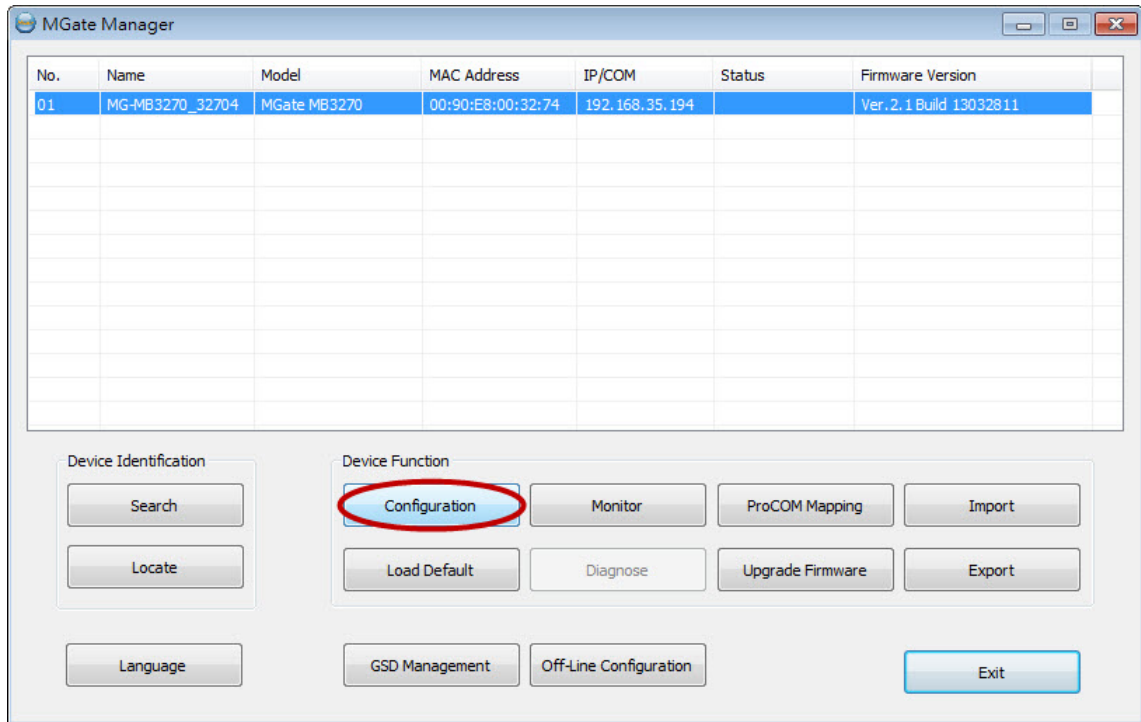 MGate Manager
No. Name Model MAC Address IP/COM Status Firmware Version
01 MG-MB3270_32704 MGate MB3270 00:90:E8:00:32:74 192.168.35.194 Ver.2.1 Build 13032811
Device Identification Device Function
Search Configuration Monitor ProCOM Mapping Import
Locate Load Default Diagnose Upgrade Firmware Export
Language GSD Management Off-Line Configuration Exit